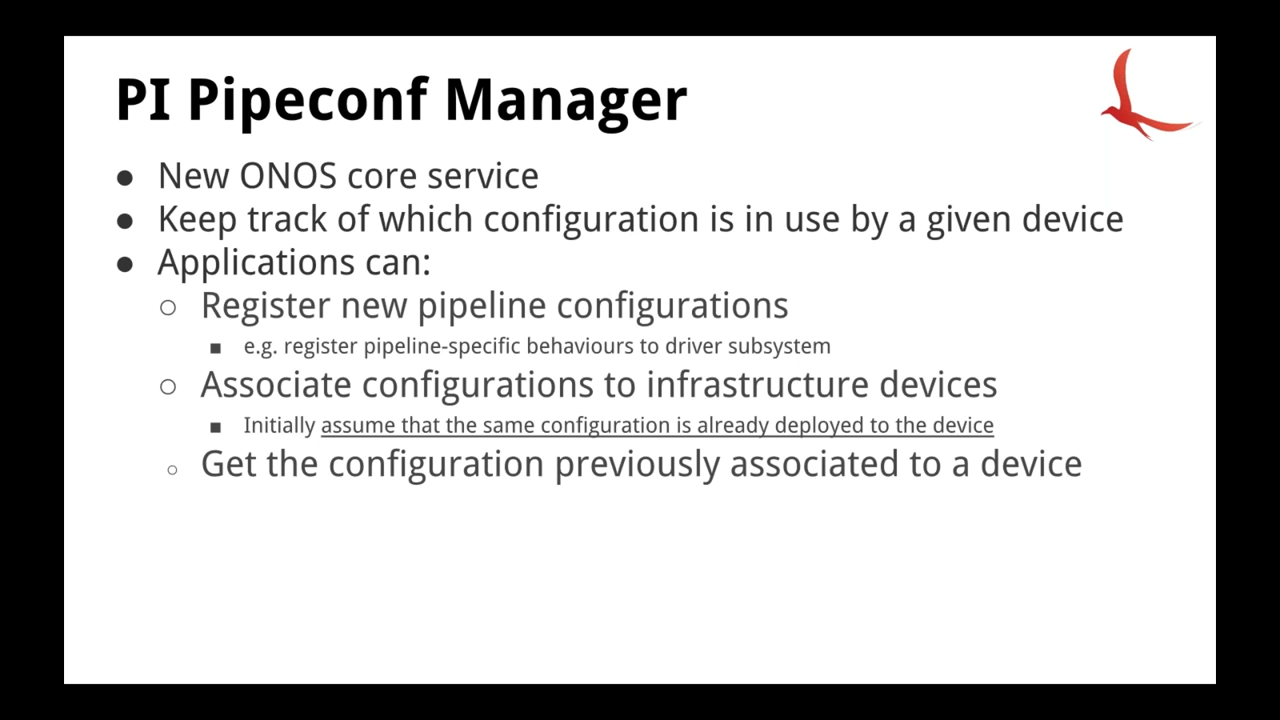 PI Pipeconf Manager
● New ONOS core service
● Keep track of which configuration is in use by a given device
● Applications can:
○ Register new pipeline configurations
■ e.g. register pipeline-specific behaviours to driver subsystem
○ Associate configurations to infrastructure devices
■ Initially assume that the same configuration is already deployed to the device
○ Get the configuration previously associated to a device